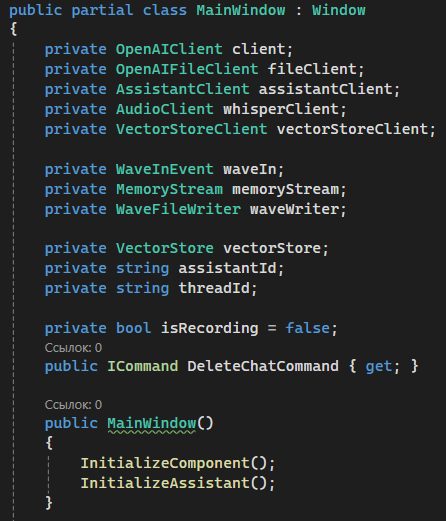 public partial class MainWindow : Window
{
private OpenAIClient client;
private OpenAIFileClient fileClient;
private AssistantClient assistantClient;
private AudioClient whisperClient;
private VectorStoreClient vectorStoreClient;
private WaveInEvent waveIn;
private MemoryStream memoryStream;
private WaveFileWriter waveWriter;
private VectorStore vectorStore;
private string assistantId;
private string threadId;
private bool isRecording = false;
Ссылок: 0
public ICommand DeleteChatCommand { get; }
Ссылок: 0
public MainWindow()
{
InitializeComponent();
InitializeAssistant();
}